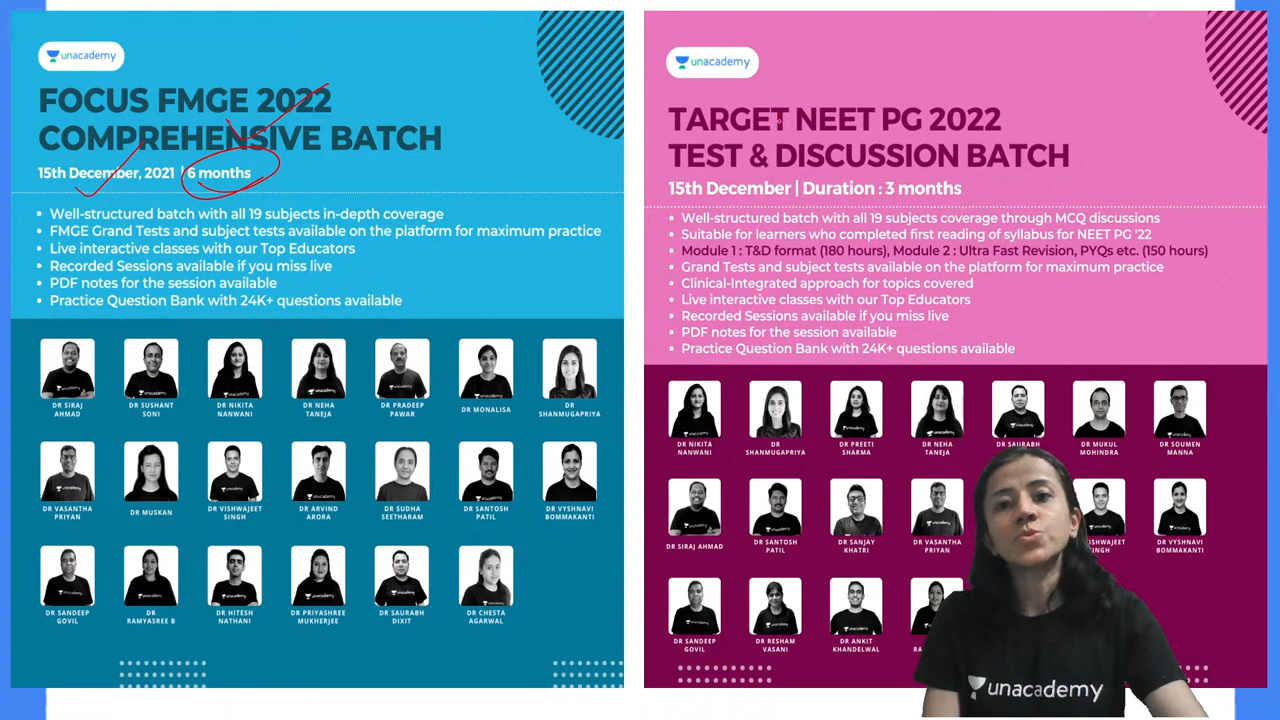 unacademy
FOCUS FMGE 2022
COMPREHENSIVE BATCH
15th December, 2021 | 6 months
• Well-structured batch with all 19 subjects in-depth coverage
• FMGE Grand Tests and subject tests available on the platform for maximum practice
• Live interactive classes with our Top Educators
• Recorded Sessions available if you miss live
• PDF notes for the session available
• Practice Question Bank with 24K+ questions available
DR SIRAJ AHMAD
DR SUSHANT SONI
DR NIKITA NANWANI
DR NEHA TANEJA
DR PRADEEP PAWAR
DR MONALISA
DR SHANMUGAPRIYA
DR VASANTHA PRIYAN
DR MUSKAN
DR VISHWAJEET SINGH
DR ARVIND ARORA
DR SUDHA SEETHARAM
DR SANTOSH PATIL
DR VYSHNAVI BOMMAKANTI
DR SANDEEP GOVIL
DR RAMYASREE B
DR HITESH NATHANI
DR PRIYASHREE MUKHERJEE
DR SAURABH DIXIT
DR CHESTA AGARWAL
unacademy
TARGET NEET PG 2022
TEST & DISCUSSION BATCH
15th December | Duration : 3 months
• Well-structured batch with all 19 subjects coverage through MCQ discussions
• Suitable for learners who completed first reading of syllabus for NEET PG '22
• Module 1 : T&D format (180 hours), Module 2 : Ultra Fast Revision, PYQs etc. (150 hours)
• Grand Tests and subject tests available on the platform for maximum practice
• Clinical-Integrated approach for topics covered
• Live interactive classes with our Top Educators
• Recorded Sessions available if you miss live
• PDF notes for the session available
• Practice Question Bank with 24K+ questions available
DR NIKITA NANWANI
DR SHANMUGAPRIYA
DR PREETI SHARMA
DR NEHA TANEJA
DR SAURABH
DR MUKUL MOHINDRA
DR SOUMEN MANNA
DR SIRAJ AHMAD
DR SANTOSH PATIL
DR SANJAY KHATRI
DR VASANTHA PRIYAN
DR VYSHNAVI BOMMAKANTI
DR SANDEEP GOVIL
DR RESHAM VASANI
DR ANKIT KHANDELWAL
unacademy